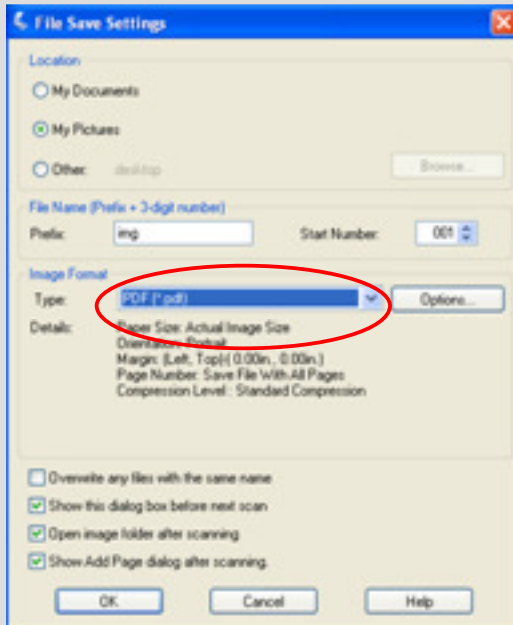 File Save Settings
Location
My Documents
My Pictures
Other: desktop Browse...
File Name (Prefix + 3-digit number)
Prefix: img Start Number: 001
Image Format
Type: PDF (*.pdf) Options...
Details: Paper Size: Actual Image Size
Orientation: Portrait
Margin: (Left, Top)( 0.00in., 0.00in.)
Page Number: Save File With All Pages
Compression Level : Standard Compression
Overwrite any files with the same name
Show this dialog box before next scan
Open image folder after scanning
Show Add Page dialog after scanning.
OK Cancel Help